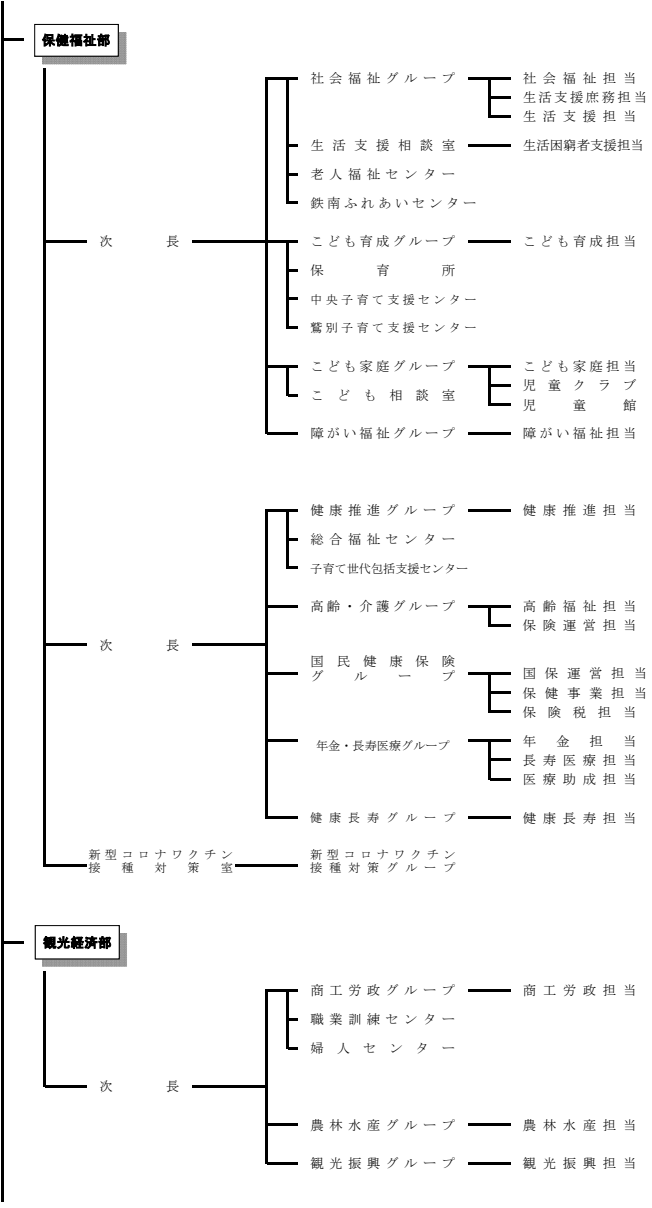 保健福祉部
社会福祉グループ 社会福祉担当
生活支援庶務担当
生活支援担当
生活支援相談室 生活困窮者支援担当
老人福祉センター
鉄南ふれあいセンター
次長 こども育成グループ こども育成担当
保育所
中央子育て支援センター
鷲別子育て支援センター
こども家庭グループ こども家庭担当
児童クラブ
こども相談室
児童館
障がい福祉グループ 障がい福祉担当
健康推進グループ 健康推進担当
総合福祉センター
子育て世代包括支援センター
高齢・介護グループ 高齢福祉担当
保険運営担当
次長
国民健康保険
グループ 国保運営担当
保健事業担当
保険税担当
年金・長寿医療グループ 年金担当
長寿医療担当
医療助成担当
健康長寿グループ 健康長寿担当
新型コロナワクチン 新型コロナワクチン
接種対策室 接種対策グループ
観光経済部
商工労政グループ 商工労政担当
職業訓練センター
婦人センター
次長
農林水産グループ 農林水産担当
観光振興グループ 観光振興担当